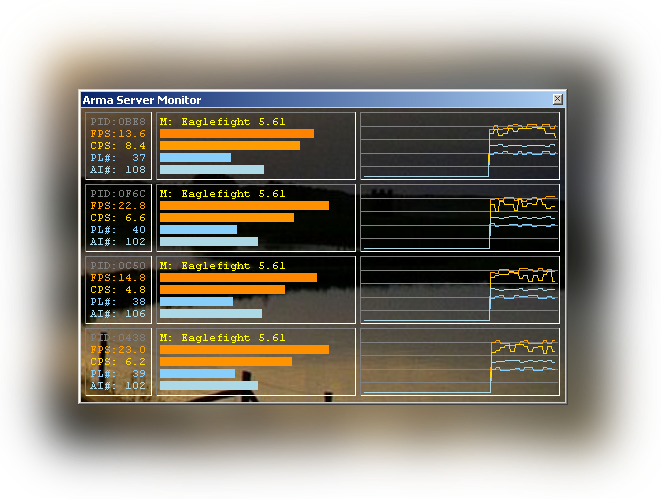 Arma Server Monitor
PID:0BE8
FPS:13.6
CPS: 8.4
PL#: 37
AI#: 108
M: Eaglefight 5.61
PID:0F6C
FPS:22.8
CPS: 6.6
PL#: 40
AI#: 102
M: Eaglefight 5.61
PID:0C50
FPS:14.8
CPS: 4.8
PL#: 38
AI#: 106
M: Eaglefight 5.61
PID:0438
FPS:23.0
CPS: 6.2
PL#: 39
AI#: 102
M: Eaglefight 5.61